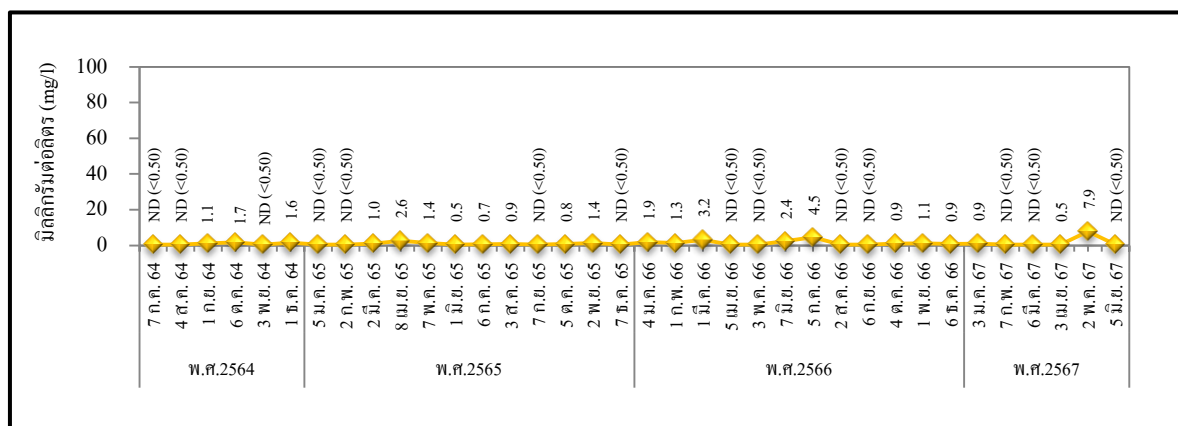 มิลลิกรัมต่อลิตร (mg/l)
100
80
60
40
20
0
ND (<0.50)
ND (<0.50)
1.1
1.7
ND (<0.50)
1.6
ND (<0.50)
ND (<0.50)
1.0
2.6
1.4
0.5
0.7
0.9
ND (<0.50)
0.8
1.4
ND (<0.50)
1.9
1.3
3.2
ND (<0.50)
ND (<0.50)
2.4
4.5
ND (<0.50)
ND (<0.50)
0.9
1.1
0.9
0.9
ND (<0.50)
ND (<0.50)
0.5
7.9
ND (<0.50)
7 ก.ค. 64
4 ส.ค. 64
1 ก.ย. 64
6 ต.ค. 64
3 พ.ย. 64
1 ธ.ค. 64
5 ม.ค. 65
2 ก.พ. 65
2 มี.ค. 65
8 เม.ย. 65
7 พ.ค. 65
1 มิ.ย. 65
6 ก.ค. 65
3 ส.ค. 65
7 ก.ย. 65
5 ต.ค. 65
2 พ.ย. 65
7 ธ.ค. 65
4 ม.ค. 66
1 ก.พ. 66
1 มี.ค. 66
5 เม.ย. 66
3 พ.ค. 66
7 มิ.ย. 66
5 ก.ค. 66
2 ส.ค. 66
6 ก.ย. 66
4 ต.ค. 66
1 พ.ย. 66
6 ธ.ค. 66
3 ม.ค. 67
7 ก.พ. 67
6 มี.ค. 67
3 เม.ย. 67
2 พ.ค. 67
5 มิ.ย. 67
พ.ศ.2564
พ.ศ.2565
พ.ศ.2566
พ.ศ.2567